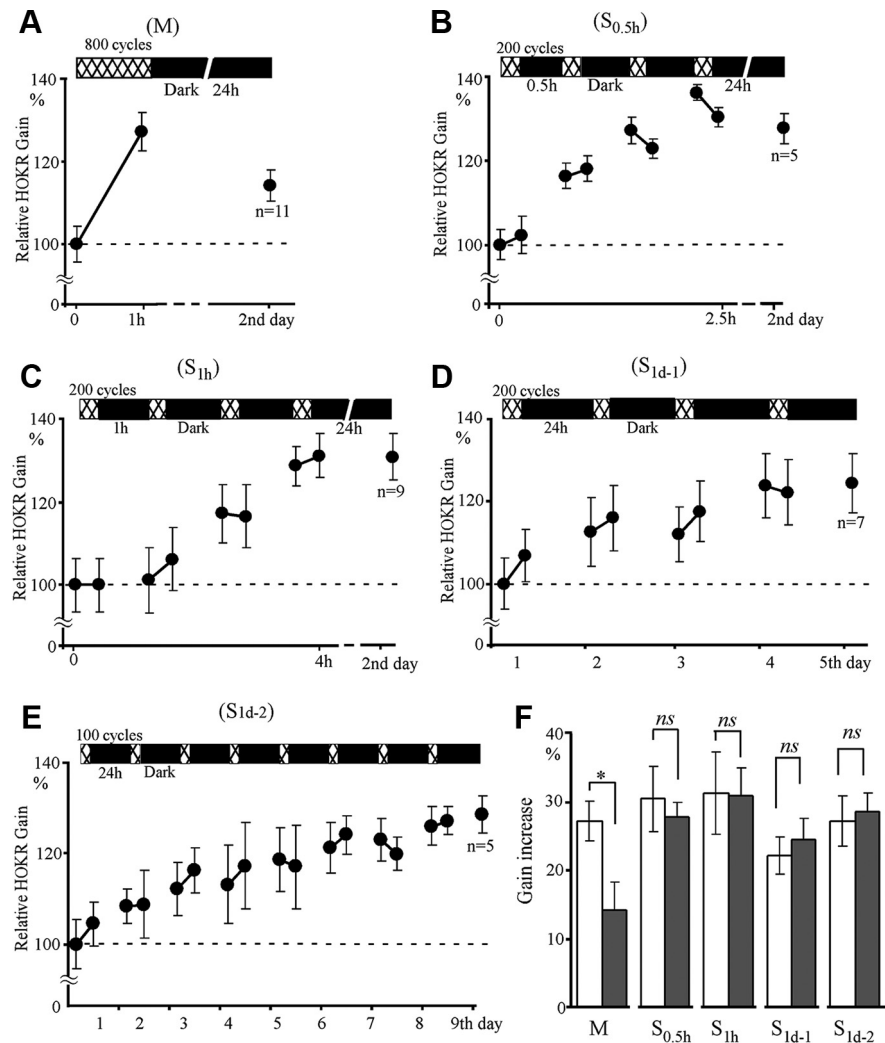 A
(M)
800 cycles
140
%
120
100
0
Relative HOKR Gain
Dark 24h
n=11
0 1h 2nd day
B
(S0.5h)
200 cycles
140
%
120
100
0
Relative HOKR Gain
0.5h Dark 24h
n=5
0 2.5h 2nd day
C
(S1h)
200 cycles
140
%
120
100
0
Relative HOKR Gain
1h Dark 24h
n=9
0 4h 2nd day
D
(S1d-1)
200 cycles
140
%
120
100
0
Relative HOKR Gain
24h Dark
n=7
1 2 3 4 5th day
E
(S1d-2)
100 cycles
140
%
120
100
0
Relative HOKR Gain
24h Dark
n=5
1 2 3 4 5 6 7 8 9th day
F
40
%
30
20
10
0
Gain increase
* ns ns ns ns
M S0.5h S1h S1d-1 S1d-2